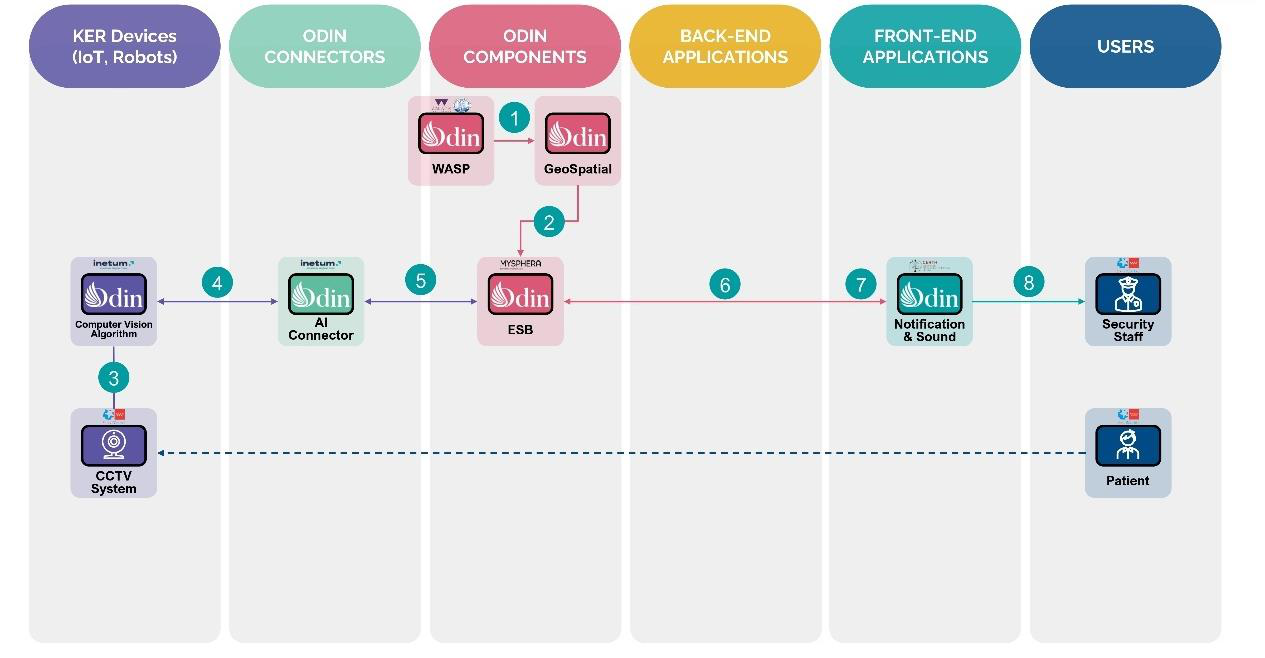 KER Devices
(IoT, Robots)
ODIN
CONNECTORS
ODIN
COMPONENTS
BACK-END
APPLICATIONS
FRONT-END
APPLICATIONS
USERS
Odin
WASP
1
Odin
GeoSpatial
2
inetum
Odin
Computer Vision
Algorithm
4
inetum
Odin
AI
Connector
5
MYSPHERA
Odin
ESB
6
7
CERTH
Odin
Notification
& Sound
8
Security
Staff
3
CCTV
System
Patient